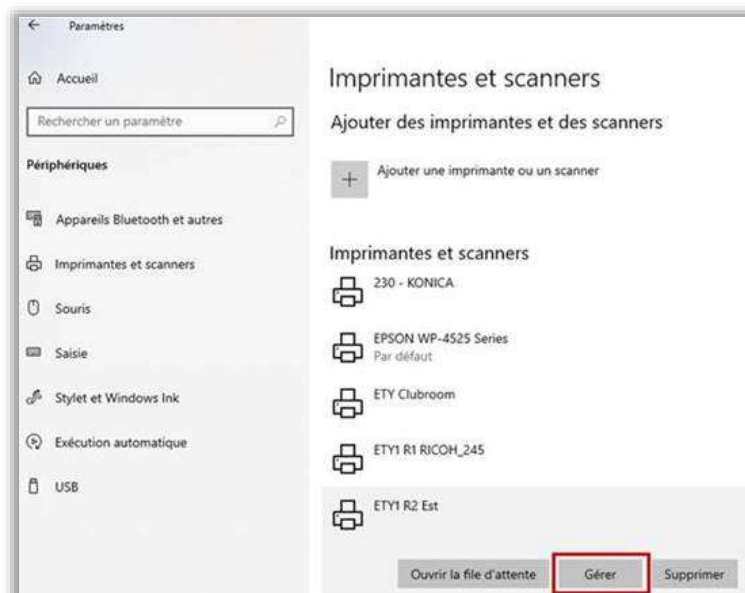 Paramètres
Accueil
Rechercher un paramètre
Périphériques
Appareils Bluetooth et autres
Imprimantes et scanners
Souris
Saisie
Stylet et Windows Ink
Exécution automatique
USB
Imprimantes et scanners
Ajouter des imprimantes et des scanners
Ajouter une imprimante ou un scanner
Imprimantes et scanners
230 - KONICA
EPSON WP-4525 Series
Par défaut
ETY Clubroom
ETY1 R1 RICOH_245
ETY1 R2 Est
Ouvrir la file d'attente
Gérer
Supprimer